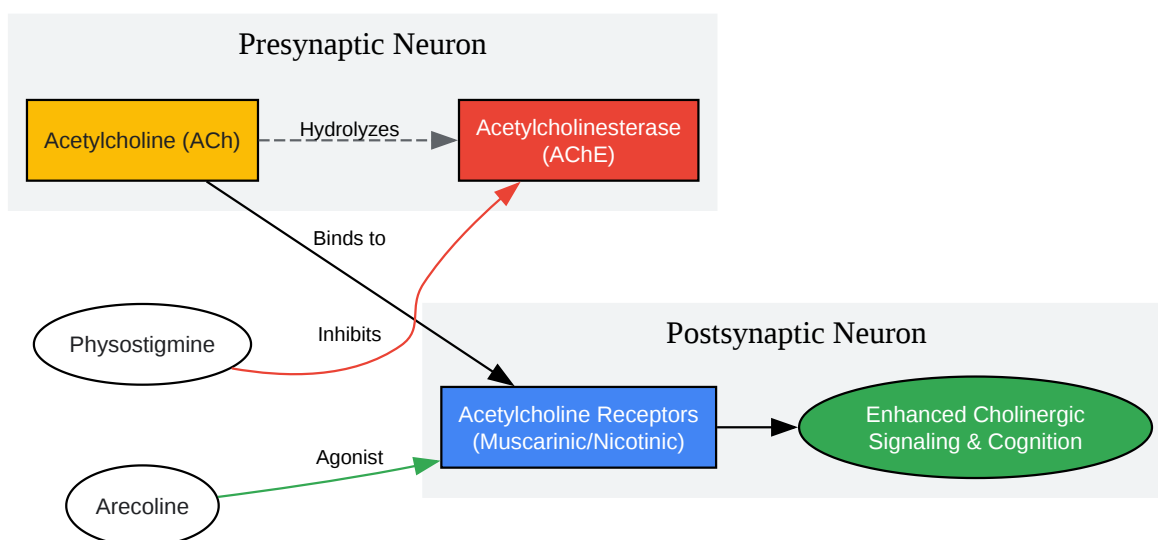 Presynaptic Neuron
Acetylcholine (ACh)
Hydrolyzes
Acetylcholinesterase
(AChE)
Binds to
Physostigmine
Inhibits
Postsynaptic Neuron
Acetylcholine Receptors
(Muscarinic/Nicotinic)
Enhanced Cholinergic
Signaling & Cognition
Agonist
Arecoline